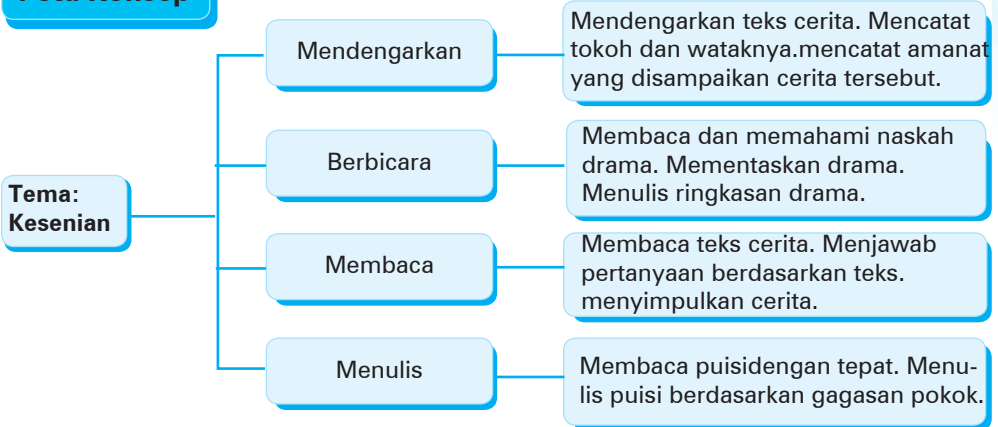 Peta Konsep
Mendengarkan
Mendengarkan teks cerita. Mencatat
tokoh dan wataknya.mencatat amanat
yang disampaikan cerita tersebut.
Berbicara
Membaca dan memahami naskah
drama. Mementaskan drama.
Menulis ringkasan drama.
Tema:
Kesenian
Membaca
Membaca teks cerita. Menjawab
pertanyaan berdasarkan teks.
menyimpulkan cerita.
Menulis
Membaca puisidengan tepat. Menu-
lis puisi berdasarkan gagasan pokok.